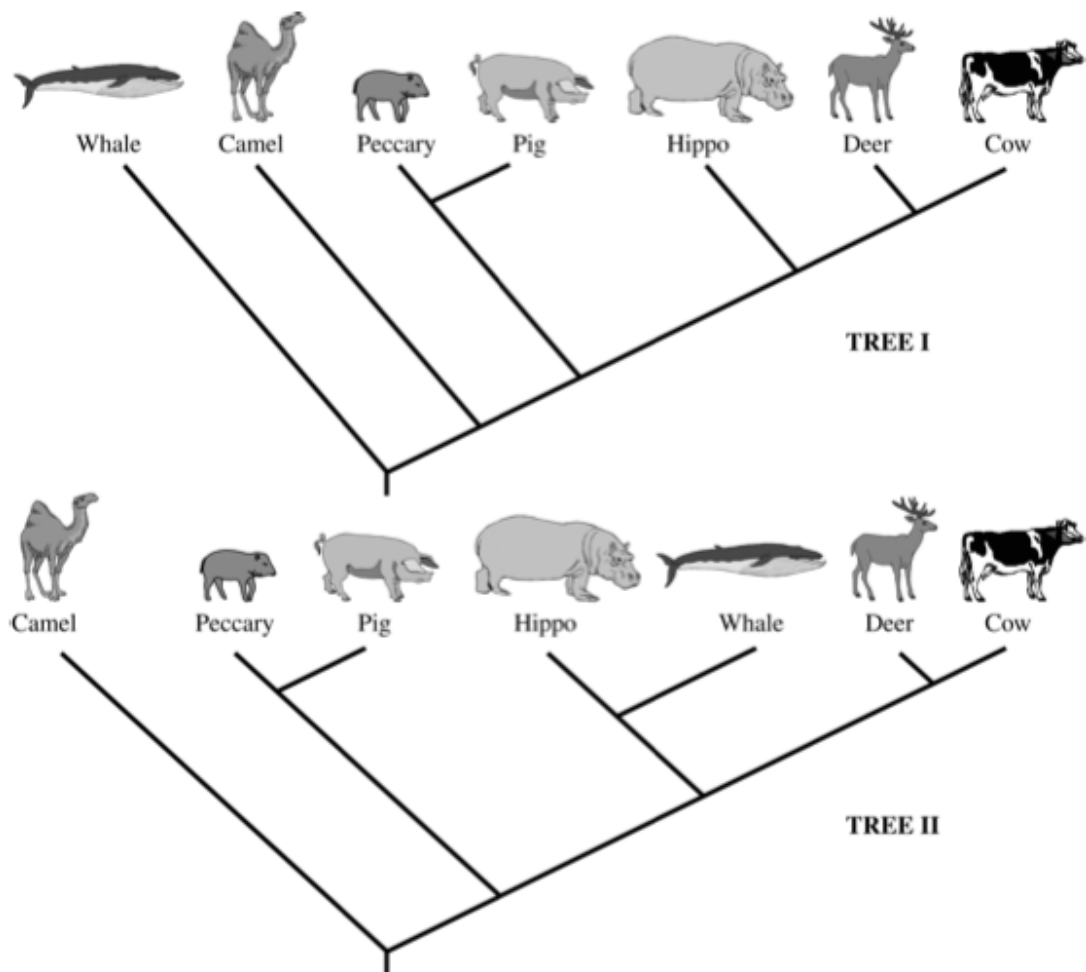 Whale Camel Peccary Pig Hippo Deer Cow
TREE I
Camel Peccary Pig Hippo Whale Deer Cow
TREE II